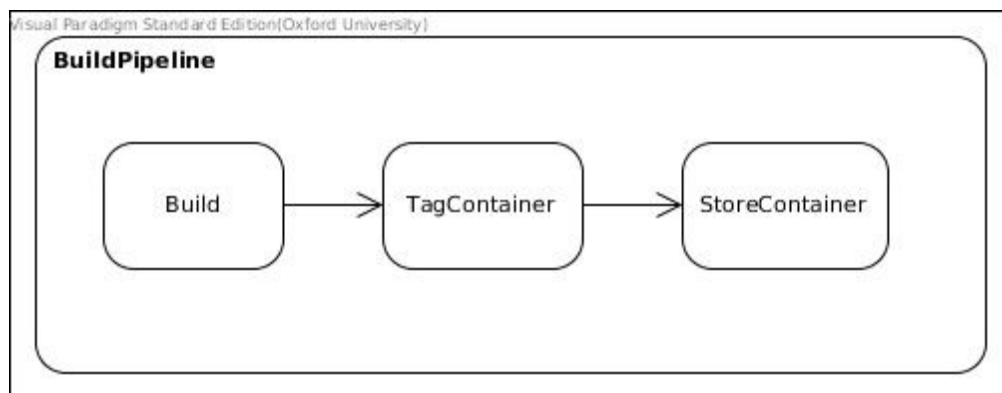 Visual Paradigm Standard Edition(Oxford University)
BuildPipeline
Build
TagContainer
StoreContainer